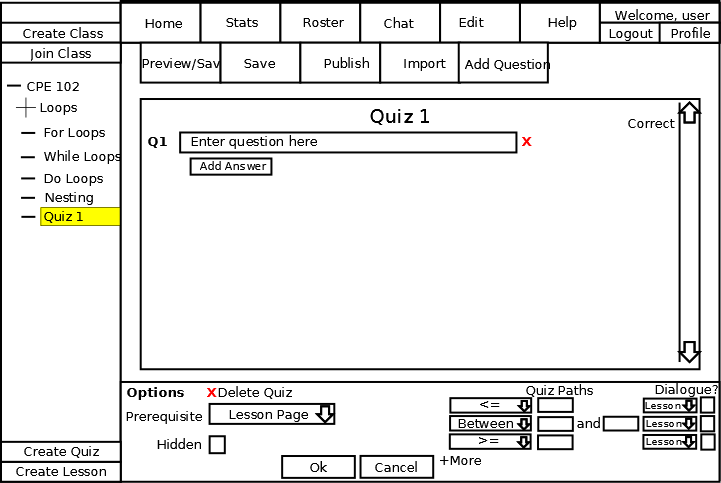 Create Class
Join Class
Home Stats Roster Chat Edit Help
Welcome, user
Logout Profile
Preview/Sav Save Publish Import Add Question
CPE 102
Loops
For Loops
While Loops
Do Loops
Nesting
Quiz 1
Quiz 1
Correct
Q1 Enter question here X
Add Answer
Options X Delete Quiz
Prerequisite Lesson Page
Hidden
Ok Cancel
Quiz Paths Dialogue?
<= Lesson
Between and Lesson
>= Lesson
+More
Create Quiz
Create Lesson